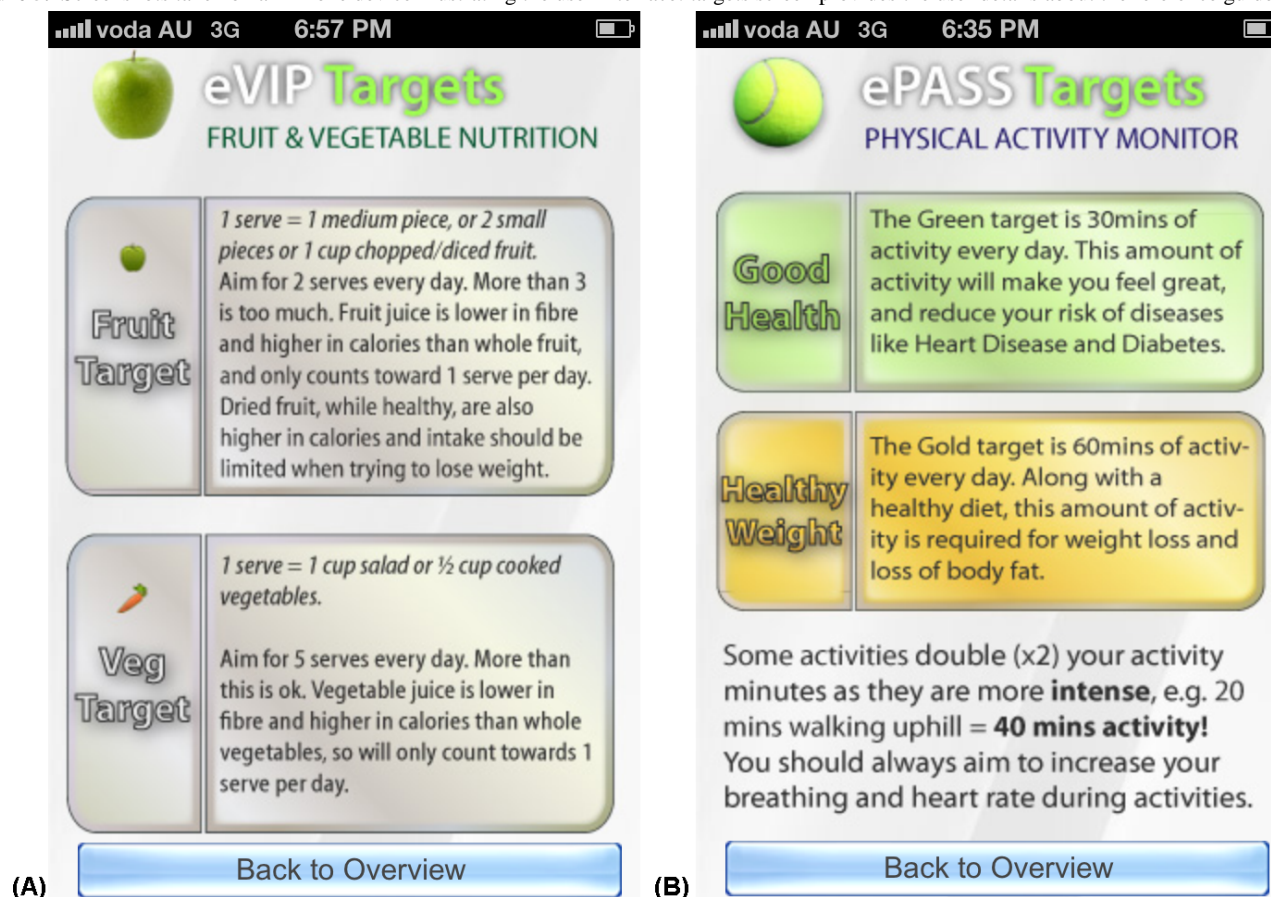 voda AU 3G 6:57 PM
eVIP Targets
FRUIT & VEGETABLE NUTRITION
Fruit
Target
1 serve = 1 medium piece, or 2 small
pieces or 1 cup chopped/diced fruit.
Aim for 2 serves every day. More than 3
is too much. Fruit juice is lower in fibre
and higher in calories than whole fruit,
and only counts toward 1 serve per day.
Dried fruit, while healthy, are also
higher in calories and intake should be
limited when trying to lose weight.
Veg
Target
1 serve = 1 cup salad or ½ cup cooked
vegetables.
Aim for 5 serves every day. More than
this is ok. Vegetable juice is lower in
fibre and higher in calories than whole
vegetables, so will only count towards 1
serve per day.
Back to Overview
(A)
voda AU 3G 6:35 PM
ePASS Targets
PHYSICAL ACTIVITY MONITOR
Good
Health
The Green target is 30mins of
activity every day. This amount of
activity will make you feel great,
and reduce your risk of diseases
like Heart Disease and Diabetes.
Healthy
Weight
The Gold target is 60mins of activ-
ity every day. Along with a
healthy diet, this amount of activ-
ity is required for weight loss and
loss of body fat.
Some activities double (x2) your activity
minutes as they are more intense, e.g. 20
mins walking uphill = 40 mins activity!
You should always aim to increase your
breathing and heart rate during activities.
Back to Overview
(B)